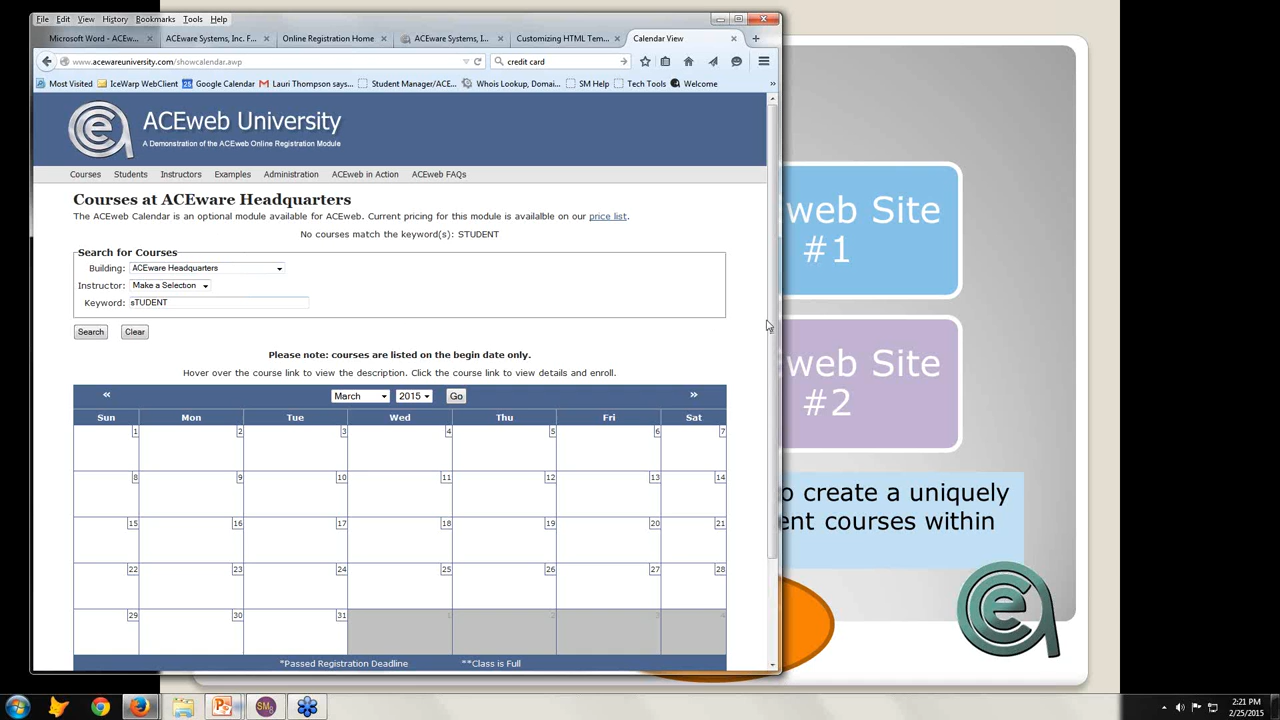 File Edit View History Bookmarks Tools Help
Microsoft Word - ACEw... ACEware Systems, Inc. F... Online Registration Home ACEware Systems, I... Customizing HTML Tem... Calendar View
www.acewareuniversity.com/showcalendar.awp credit card
Most Visited IceWarp WebClient 25 Google Calendar Lauri Thompson says... Student Manager/ACE... Whois Lookup, Domai... SM Help Tech Tools Welcome »
ACEweb University
A Demonstration of the ACEweb Online Registration Module
Courses Students Instructors Examples Administration ACEweb in Action ACEweb FAQs
Courses at ACEware Headquarters
The ACEweb Calendar is an optional module available for ACEweb. Current pricing for this module is availalble on our price list.
No courses match the keyword(s): STUDENT
Search for Courses
Building: ACEware Headquarters
Instructor: Make a Selection
Keyword: sTUDENT
Search Clear
Please note: courses are listed on the begin date only.
Hover over the course link to view the description. Click the course link to view details and enroll.
« March 2015 Go »
Sun Mon Tue Wed Thu Fri Sat
1 2 3 4 5 6 7
8 9 10 11 12 13 14
15 16 17 18 19 20 21
22 23 24 25 26 27 28
29 30 31 1 2 3 4
*Passed Registration Deadline **Class is Full
web Site
#1
web Site
#2
o create a uniquely
ent courses within
2:21 PM
2/25/2015